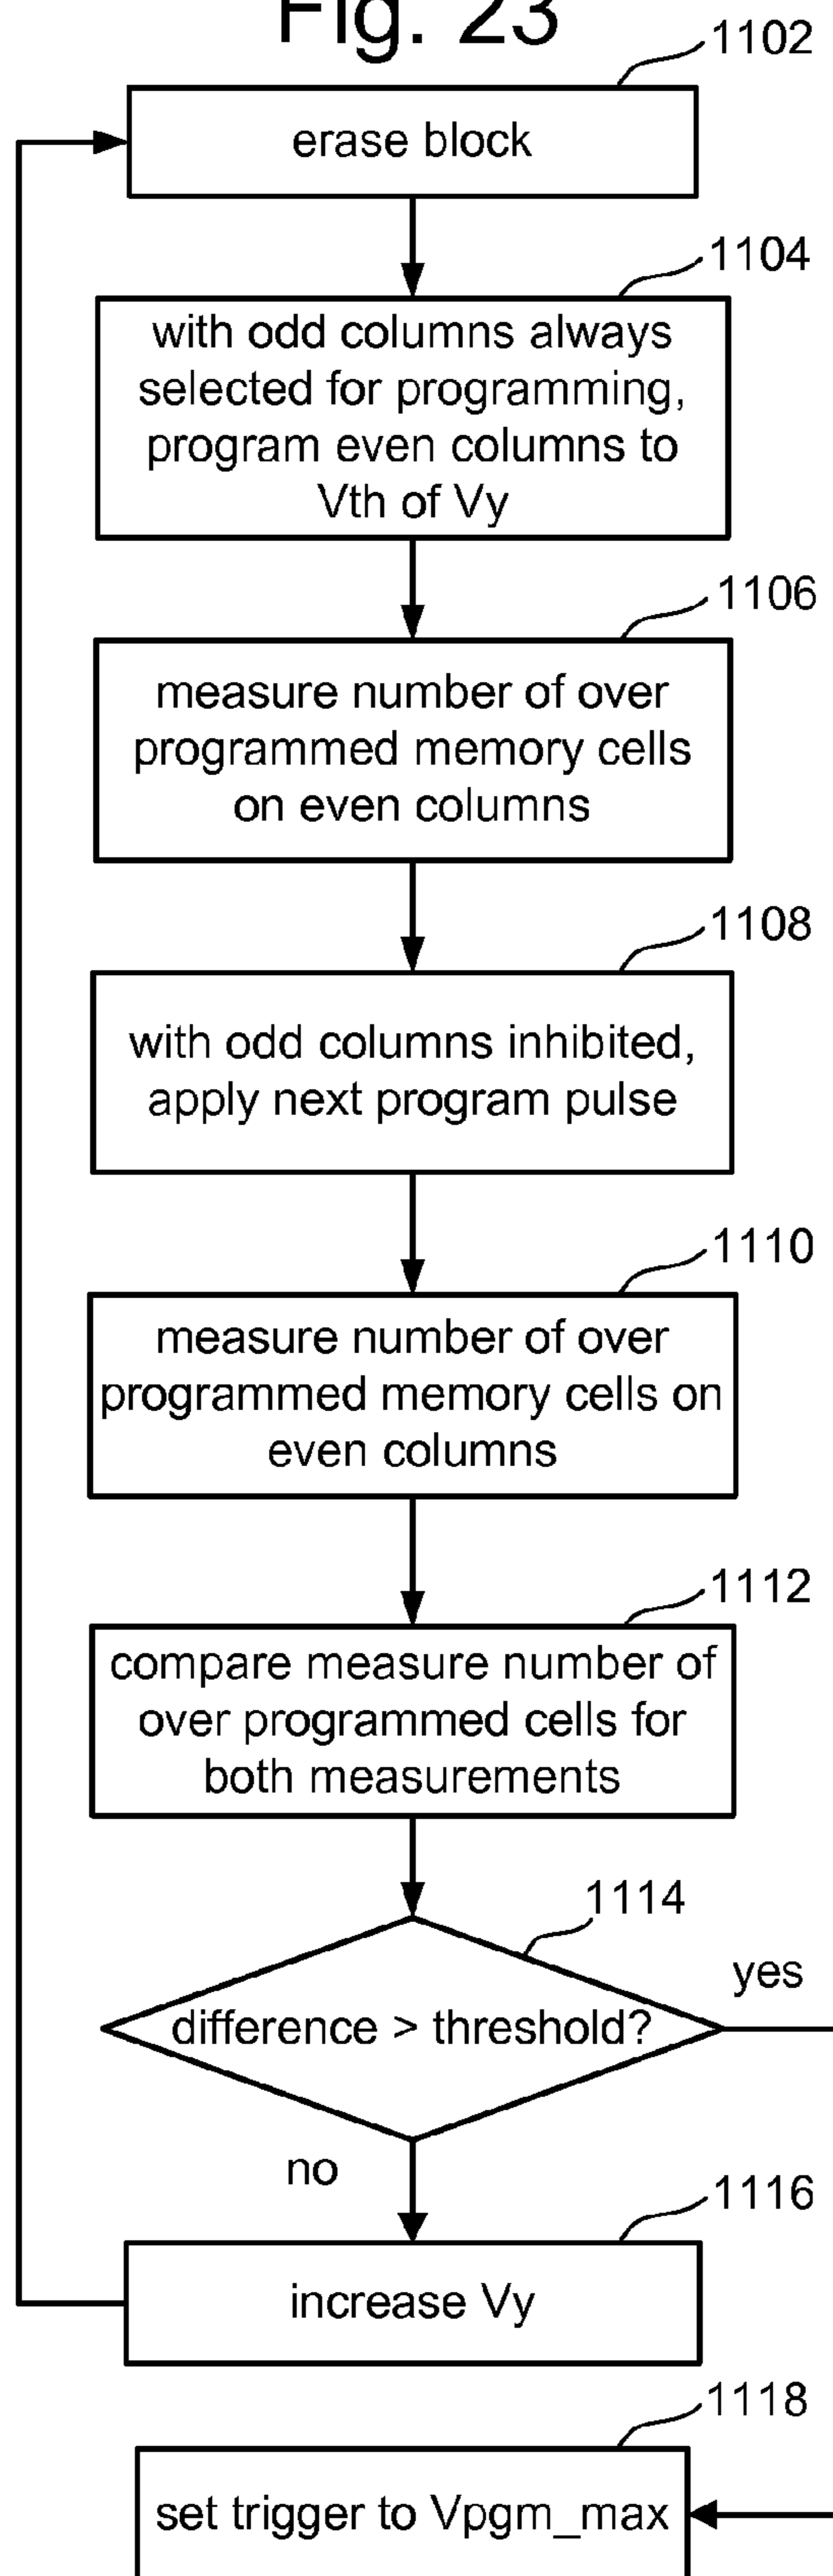 Fig. 23
1102
erase block
1104
with odd columns always
selected for programming,
program even columns to
Vth of Vy
1106
measure number of over
programmed memory cells
on even columns
1108
with odd columns inhibited,
apply next program pulse
1110
measure number of over
programmed memory cells on
even columns
1112
compare measure number of
over programmed cells for
both measurements
1114
difference > threshold?
yes
no
1116
increase Vy
1118
set trigger to Vpgm_max